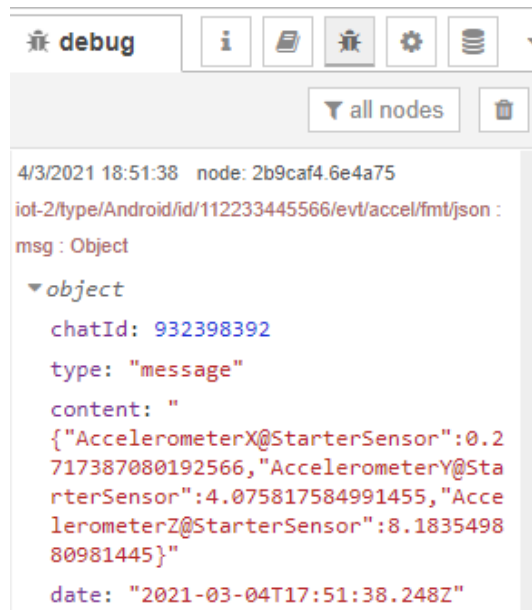 debug
i
all nodes
4/3/2021 18:51:38 node: 2b9caf4.6e4a75
iot-2/type/Android/id/112233445566/evt/accel/fmt/json :
msg : Object
object
chatId: 932398392
type: "message"
content: "
{"AccelerometerX@StarterSensor":0.2
717387080192566,"AccelerometerY@Sta
rterSensor":4.075817584991455,"Acce
lerometerZ@StarterSensor":8.183549
80981445}"
date: "2021-03-04T17:51:38.248Z"